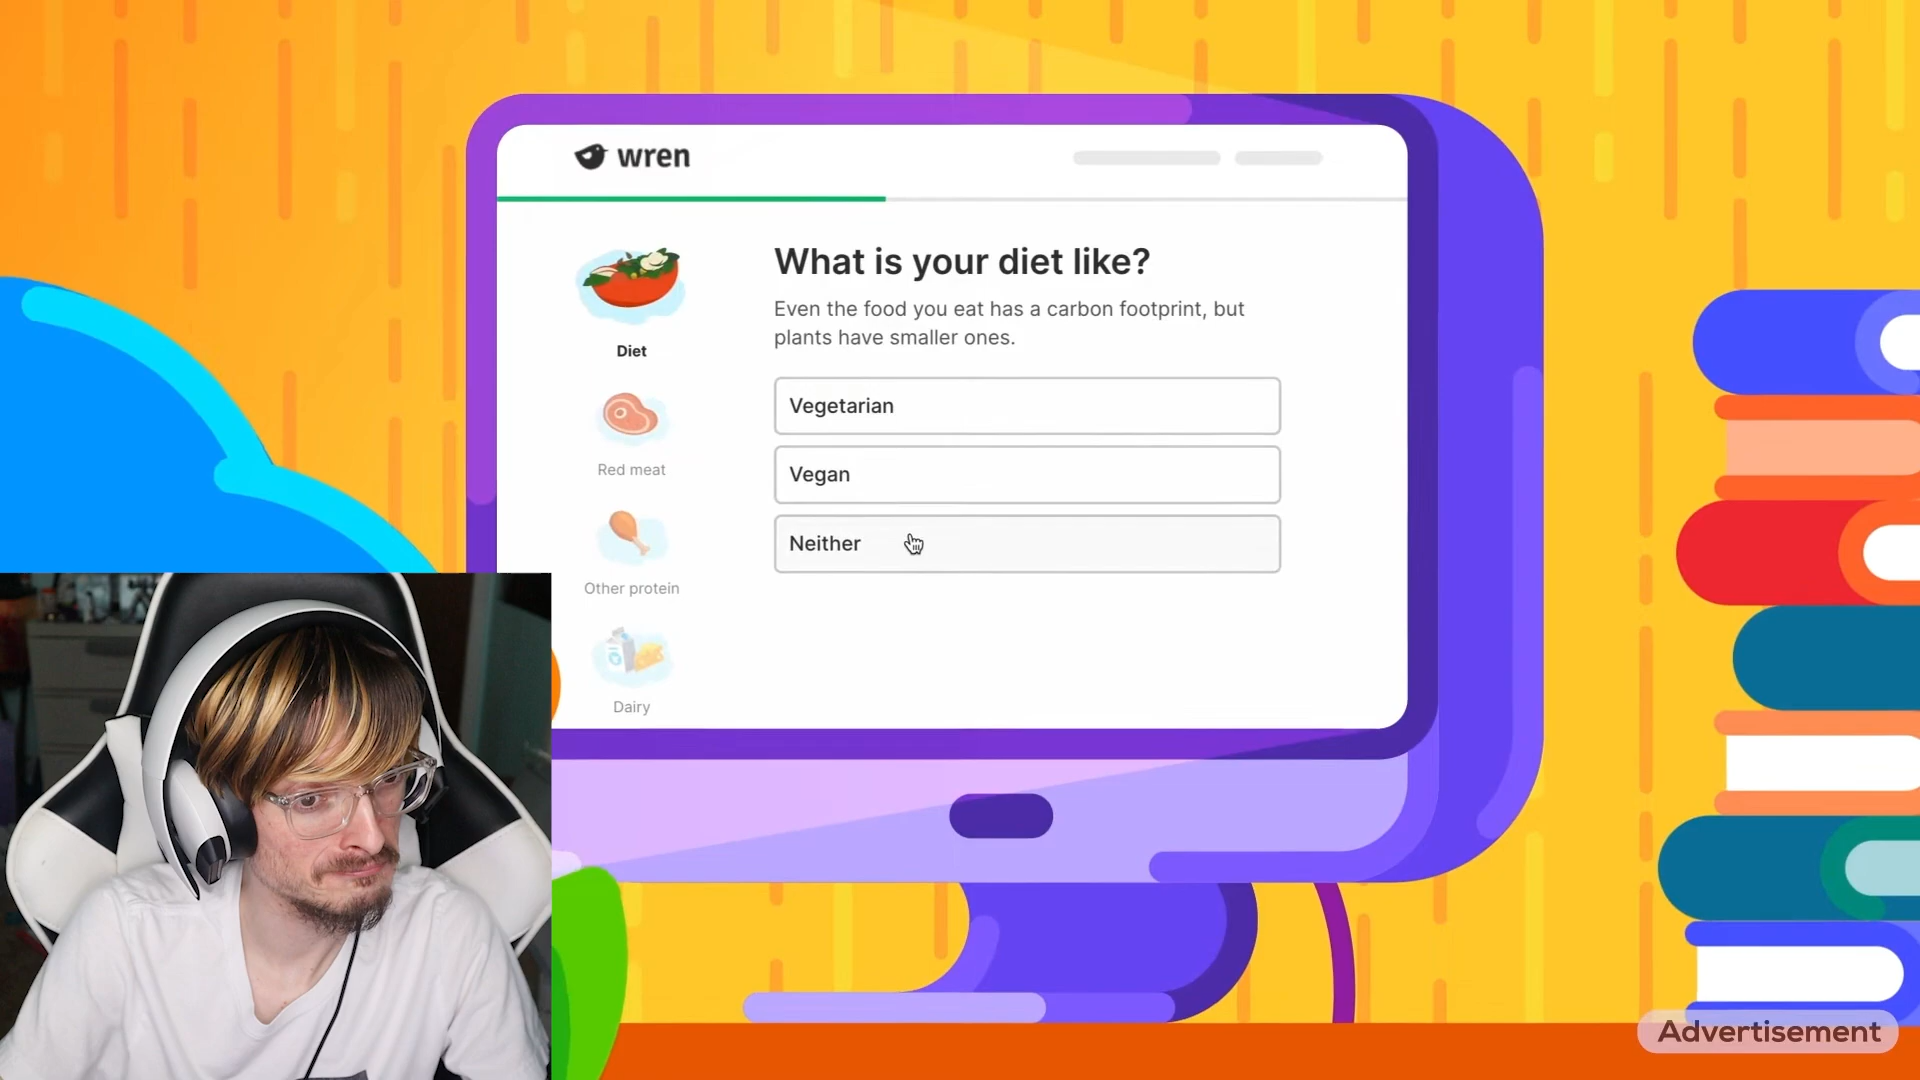 wren
What is your diet like?
Even the food you eat has a carbon footprint, but
plants have smaller ones.
Diet
Red meat
Other protein
Dairy
Vegetarian
Vegan
Neither
Advertisement